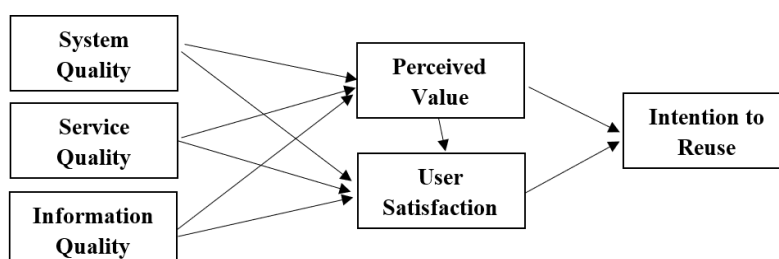 System
Quality
Service
Quality
Information
Quality
Perceived
Value
User
Satisfaction
Intention to
Reuse